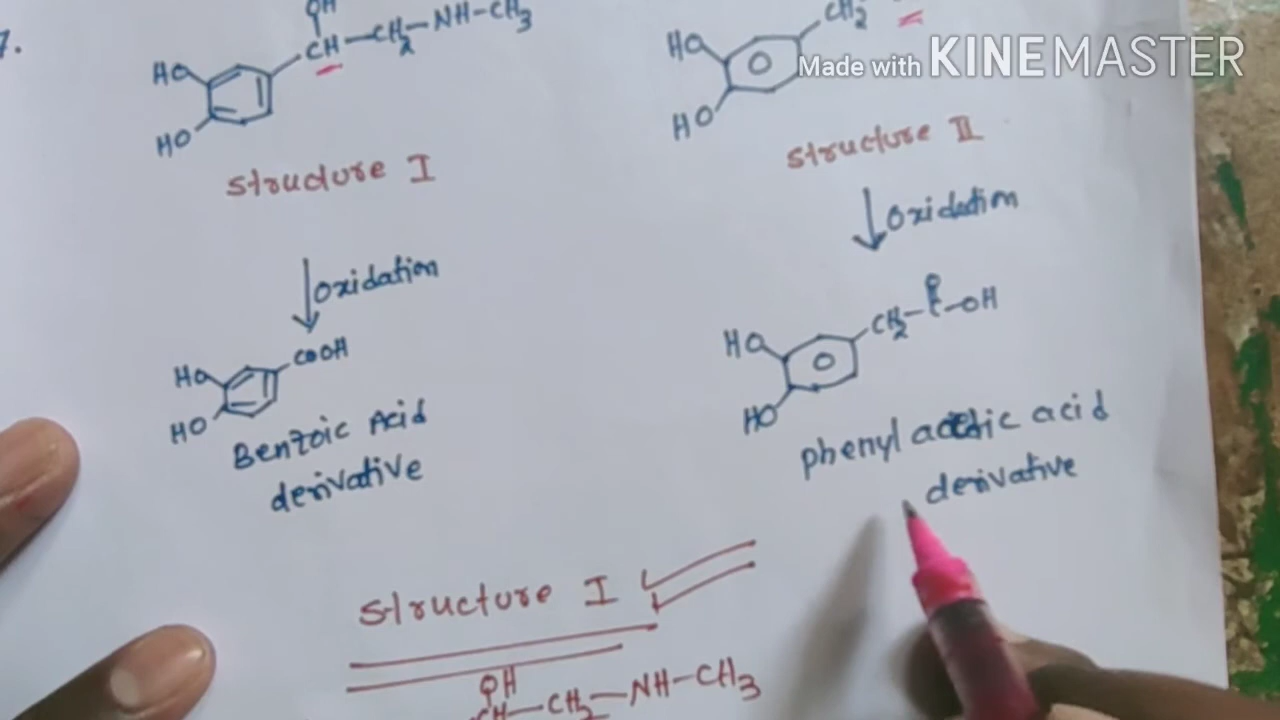 7.
OH
CH-CH2-NH-CH3
HO
HO
Structure I
CH2
HO
HO
Structure II
Made with KINEMASTER
Oxidation
Oxidation
HO
COOH
HO
Benzoic Acid
derivative
HO
CH2-C-OH
O
HO
phenyl acetic acid
derivative
Structure I
OH
CH-CH2-NH-CH3